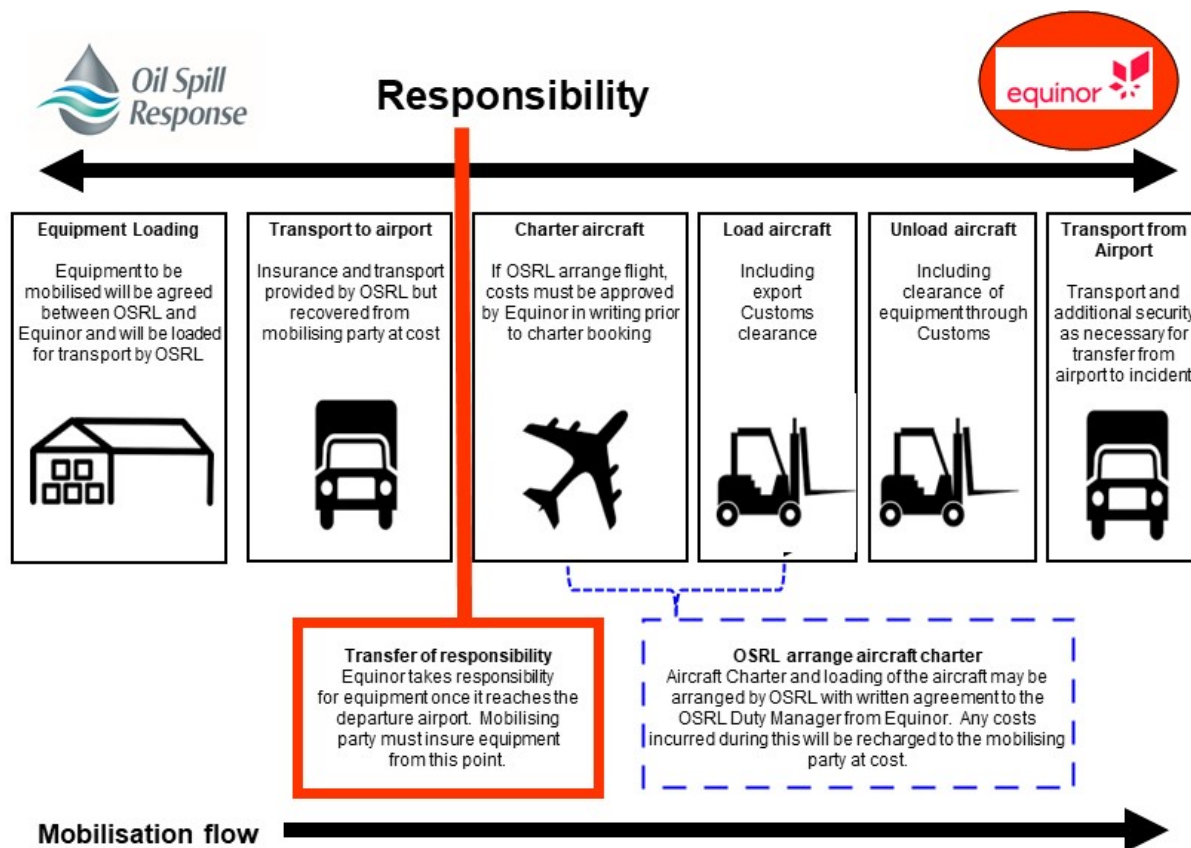 Oil Spill
Response
Responsibility
equinor
Equipment Loading
Equipment to be
mobilised will be agreed
between OSRL and
Equinor and will be loaded
for transport by OSRL
Transport to airport
Insurance and transport
provided by OSRL but
recovered from
mobilising party at cost
Charter aircraft
If OSRL arrange flight,
costs must be approved
by Equinor in writing prior
to charter booking
Load aircraft
Including
export
Customs
clearance
Unload aircraft
Including
clearance of
equipment through
Customs
Transport from
Airport
Transport and
additional security
as necessary for
transfer from
airport to incident
Transfer of responsibility
Equinor takes responsibility
for equipment once it reaches the
departure airport. Mobilising
party must insure equipment
from this point.
OSRL arrange aircraft charter
Aircraft Charter and loading of the aircraft may be
arranged by OSRL with written agreement to the
OSRL Duty Manager from Equinor. Any costs
incurred during this will be recharged to the mobilising
party at cost.
Mobilisation flow